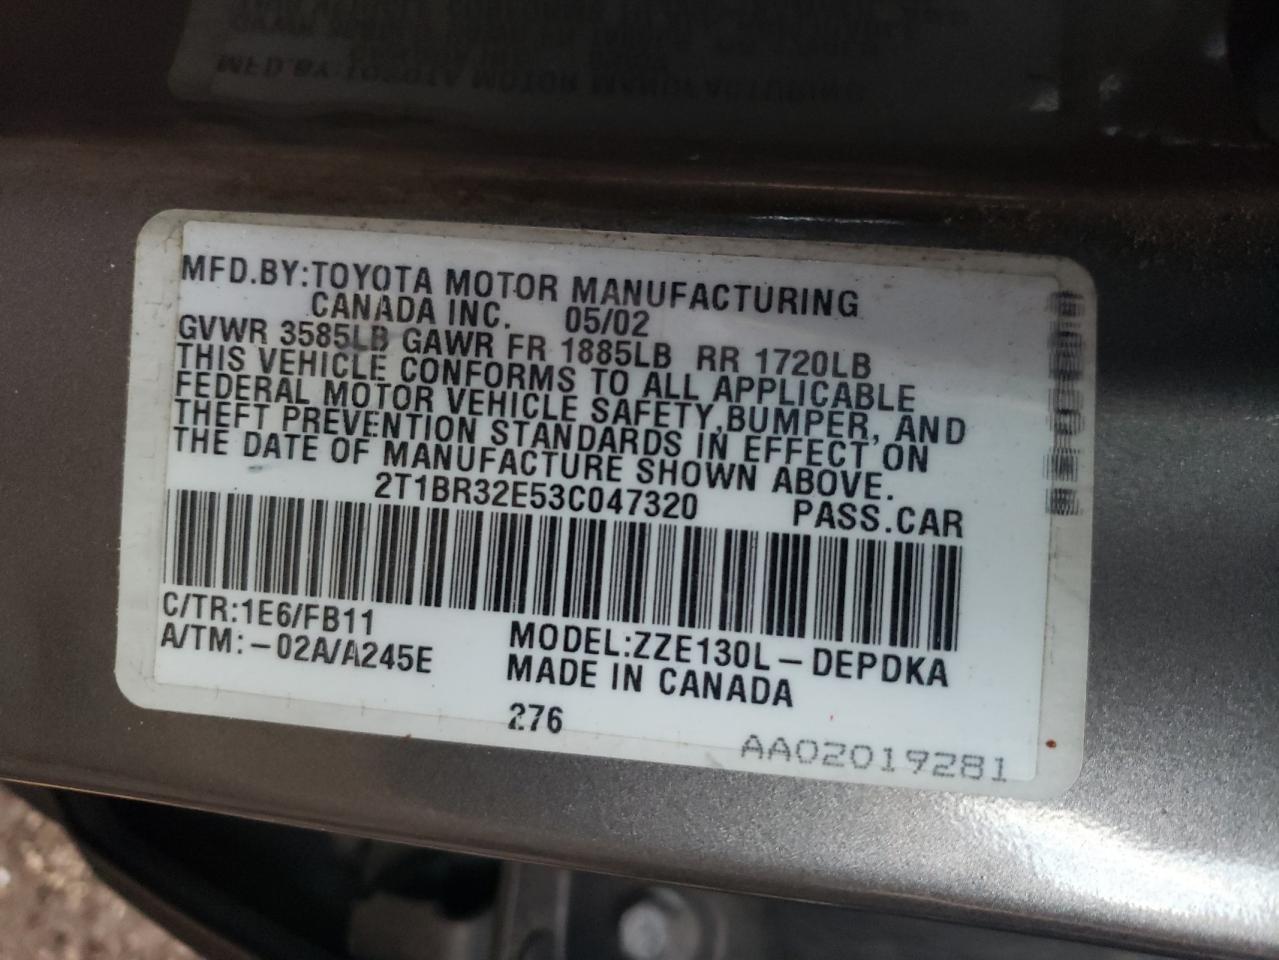 MFD.BY:TOYOTA MOTOR MANUFACTURING
CANADA INC. 05/02
GVWR 3585LB GAWR FR 1885LB RR 1720LB
THIS VEHICLE CONFORMS TO ALL APPLICABLE
FEDERAL MOTOR VEHICLE SAFETY,BUMPER, AND
THEFT PREVENTION STANDARDS IN EFFECT ON
THE DATE OF MANUFACTURE SHOWN ABOVE.
2T1BR32E53C047320 PASS.CAR
C/TR:1E6/FB11
A/TM:-02A/A245E
MODEL:ZZE130L-DEPDKA
MADE IN CANADA
276
AA02019281